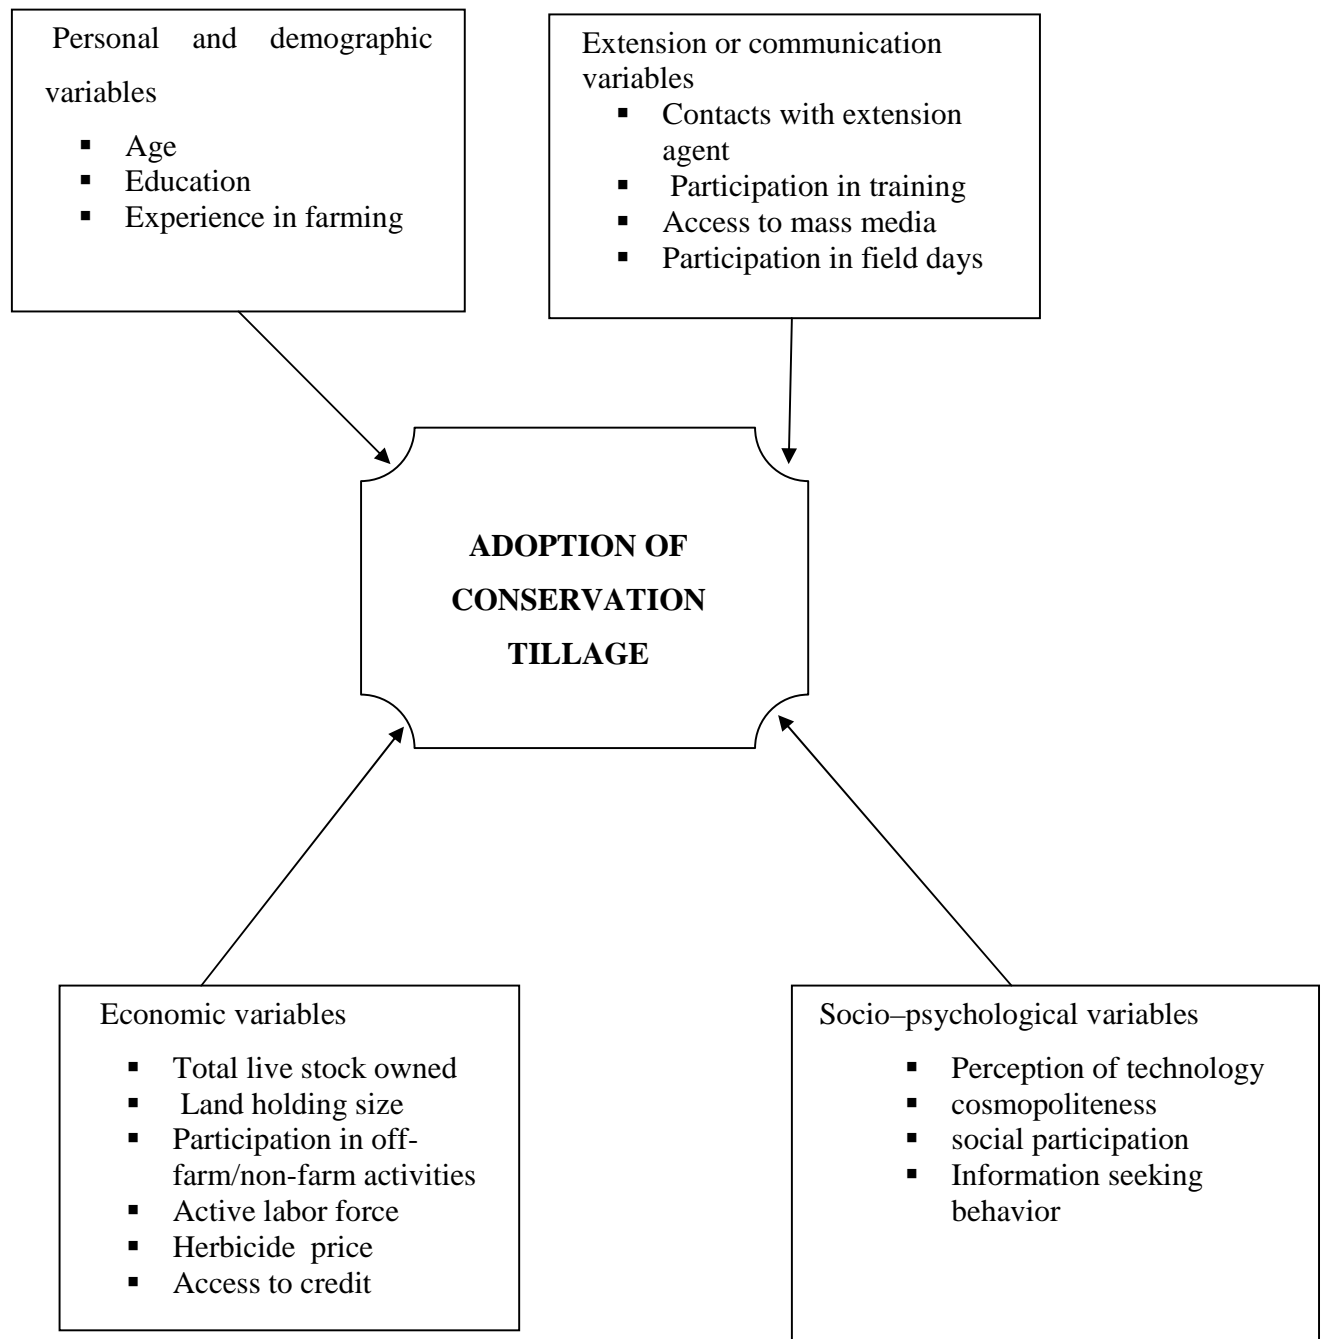 Personal and demographic
variables
▪ Age
▪ Education
▪ Experience in farming
Extension or communication
variables
▪ Contacts with extension
agent
▪ Participation in training
▪ Access to mass media
▪ Participation in field days
ADOPTION OF
CONSERVATION
TILLAGE
Economic variables
▪ Total live stock owned
▪ Land holding size
▪ Participation in off-
farm/non-farm activities
▪ Active labor force
▪ Herbicide price
▪ Access to credit
Socio–psychological variables
▪ Perception of technology
▪ cosmopoliteness
▪ social participation
▪ Information seeking
behavior